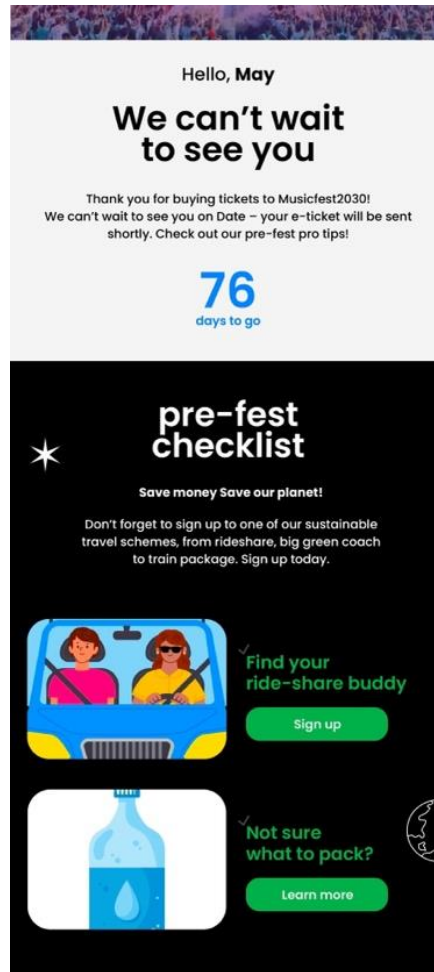 Hello, May
We can’t wait
to see you
Thank you for buying tickets to Musicfest2030!
We can’t wait to see you on Date – your e-ticket will be sent
shortly. Check out our pre-fest pro tips!
76
days to go
pre-fest
checklist
Save money Save our planet!
Don’t forget to sign up to one of our sustainable
travel schemes, from rideshare, big green coach
to train package. Sign up today.
Find your
ride-share buddy
Sign up
Not sure
what to pack?
Learn more